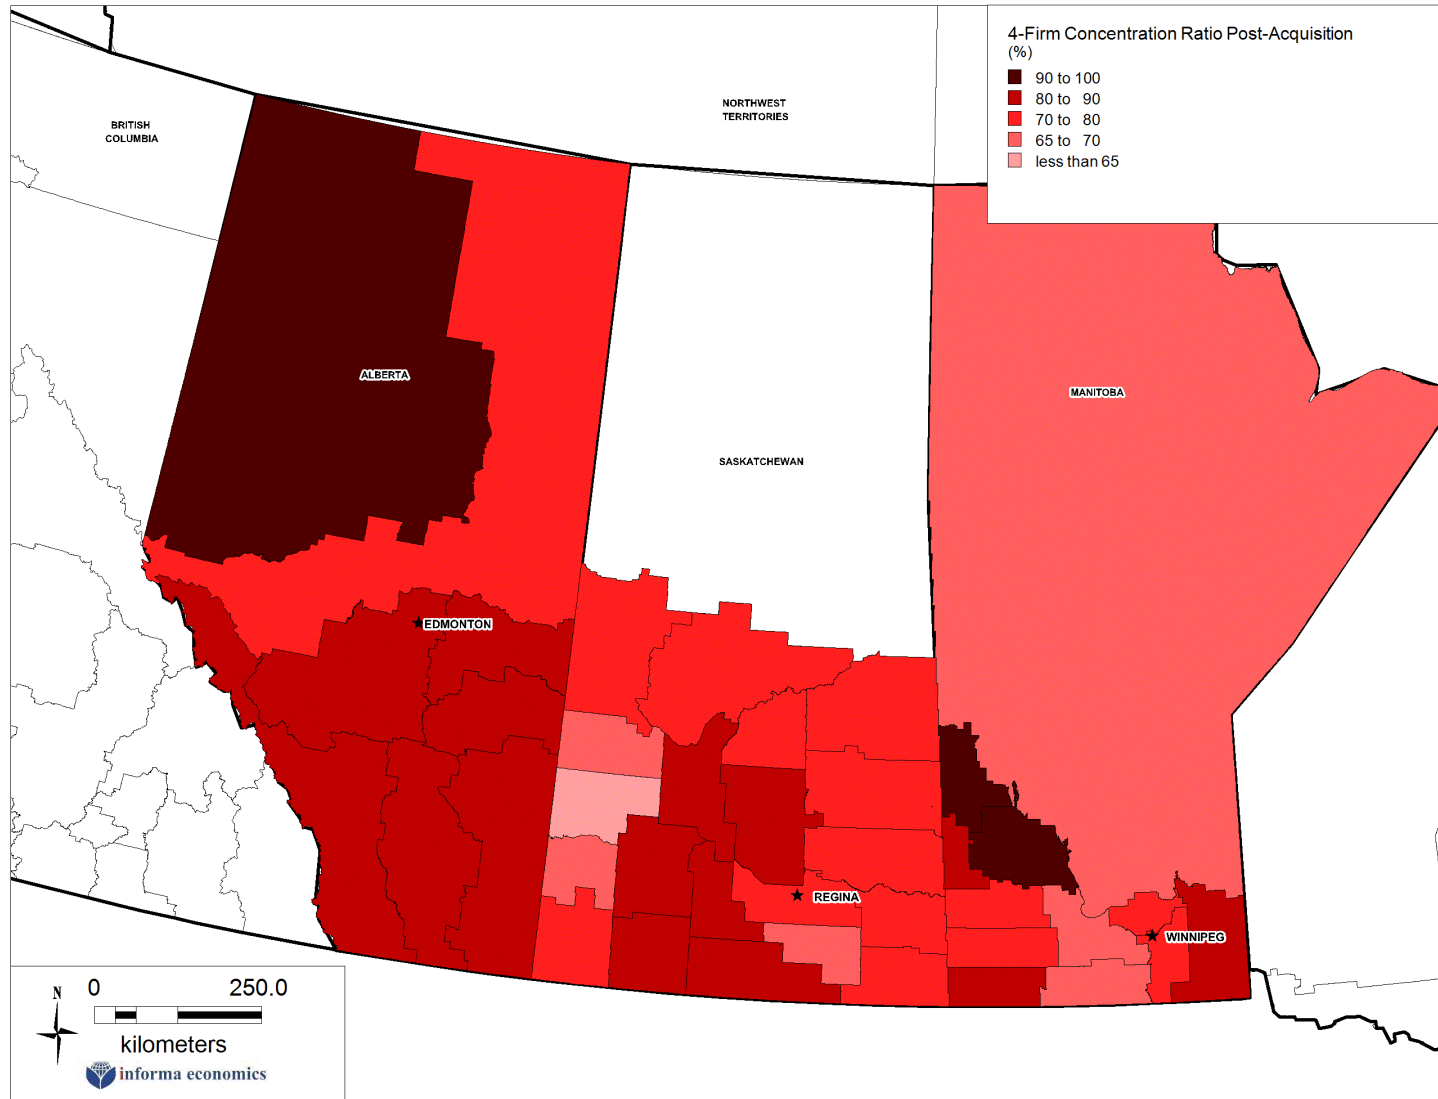 4-Firm Concentration Ratio Post-Acquisition
(%)
90 to 100
80 to 90
70 to 80
65 to 70
less than 65
BRITISH
COLUMBIA
NORTHWEST
TERRITORIES
ALBERTA
MANITOBA
SASKATCHEWAN
EDMONTON
REGINA
WINNIPEG
N
0 250.0
kilometers
informa economics